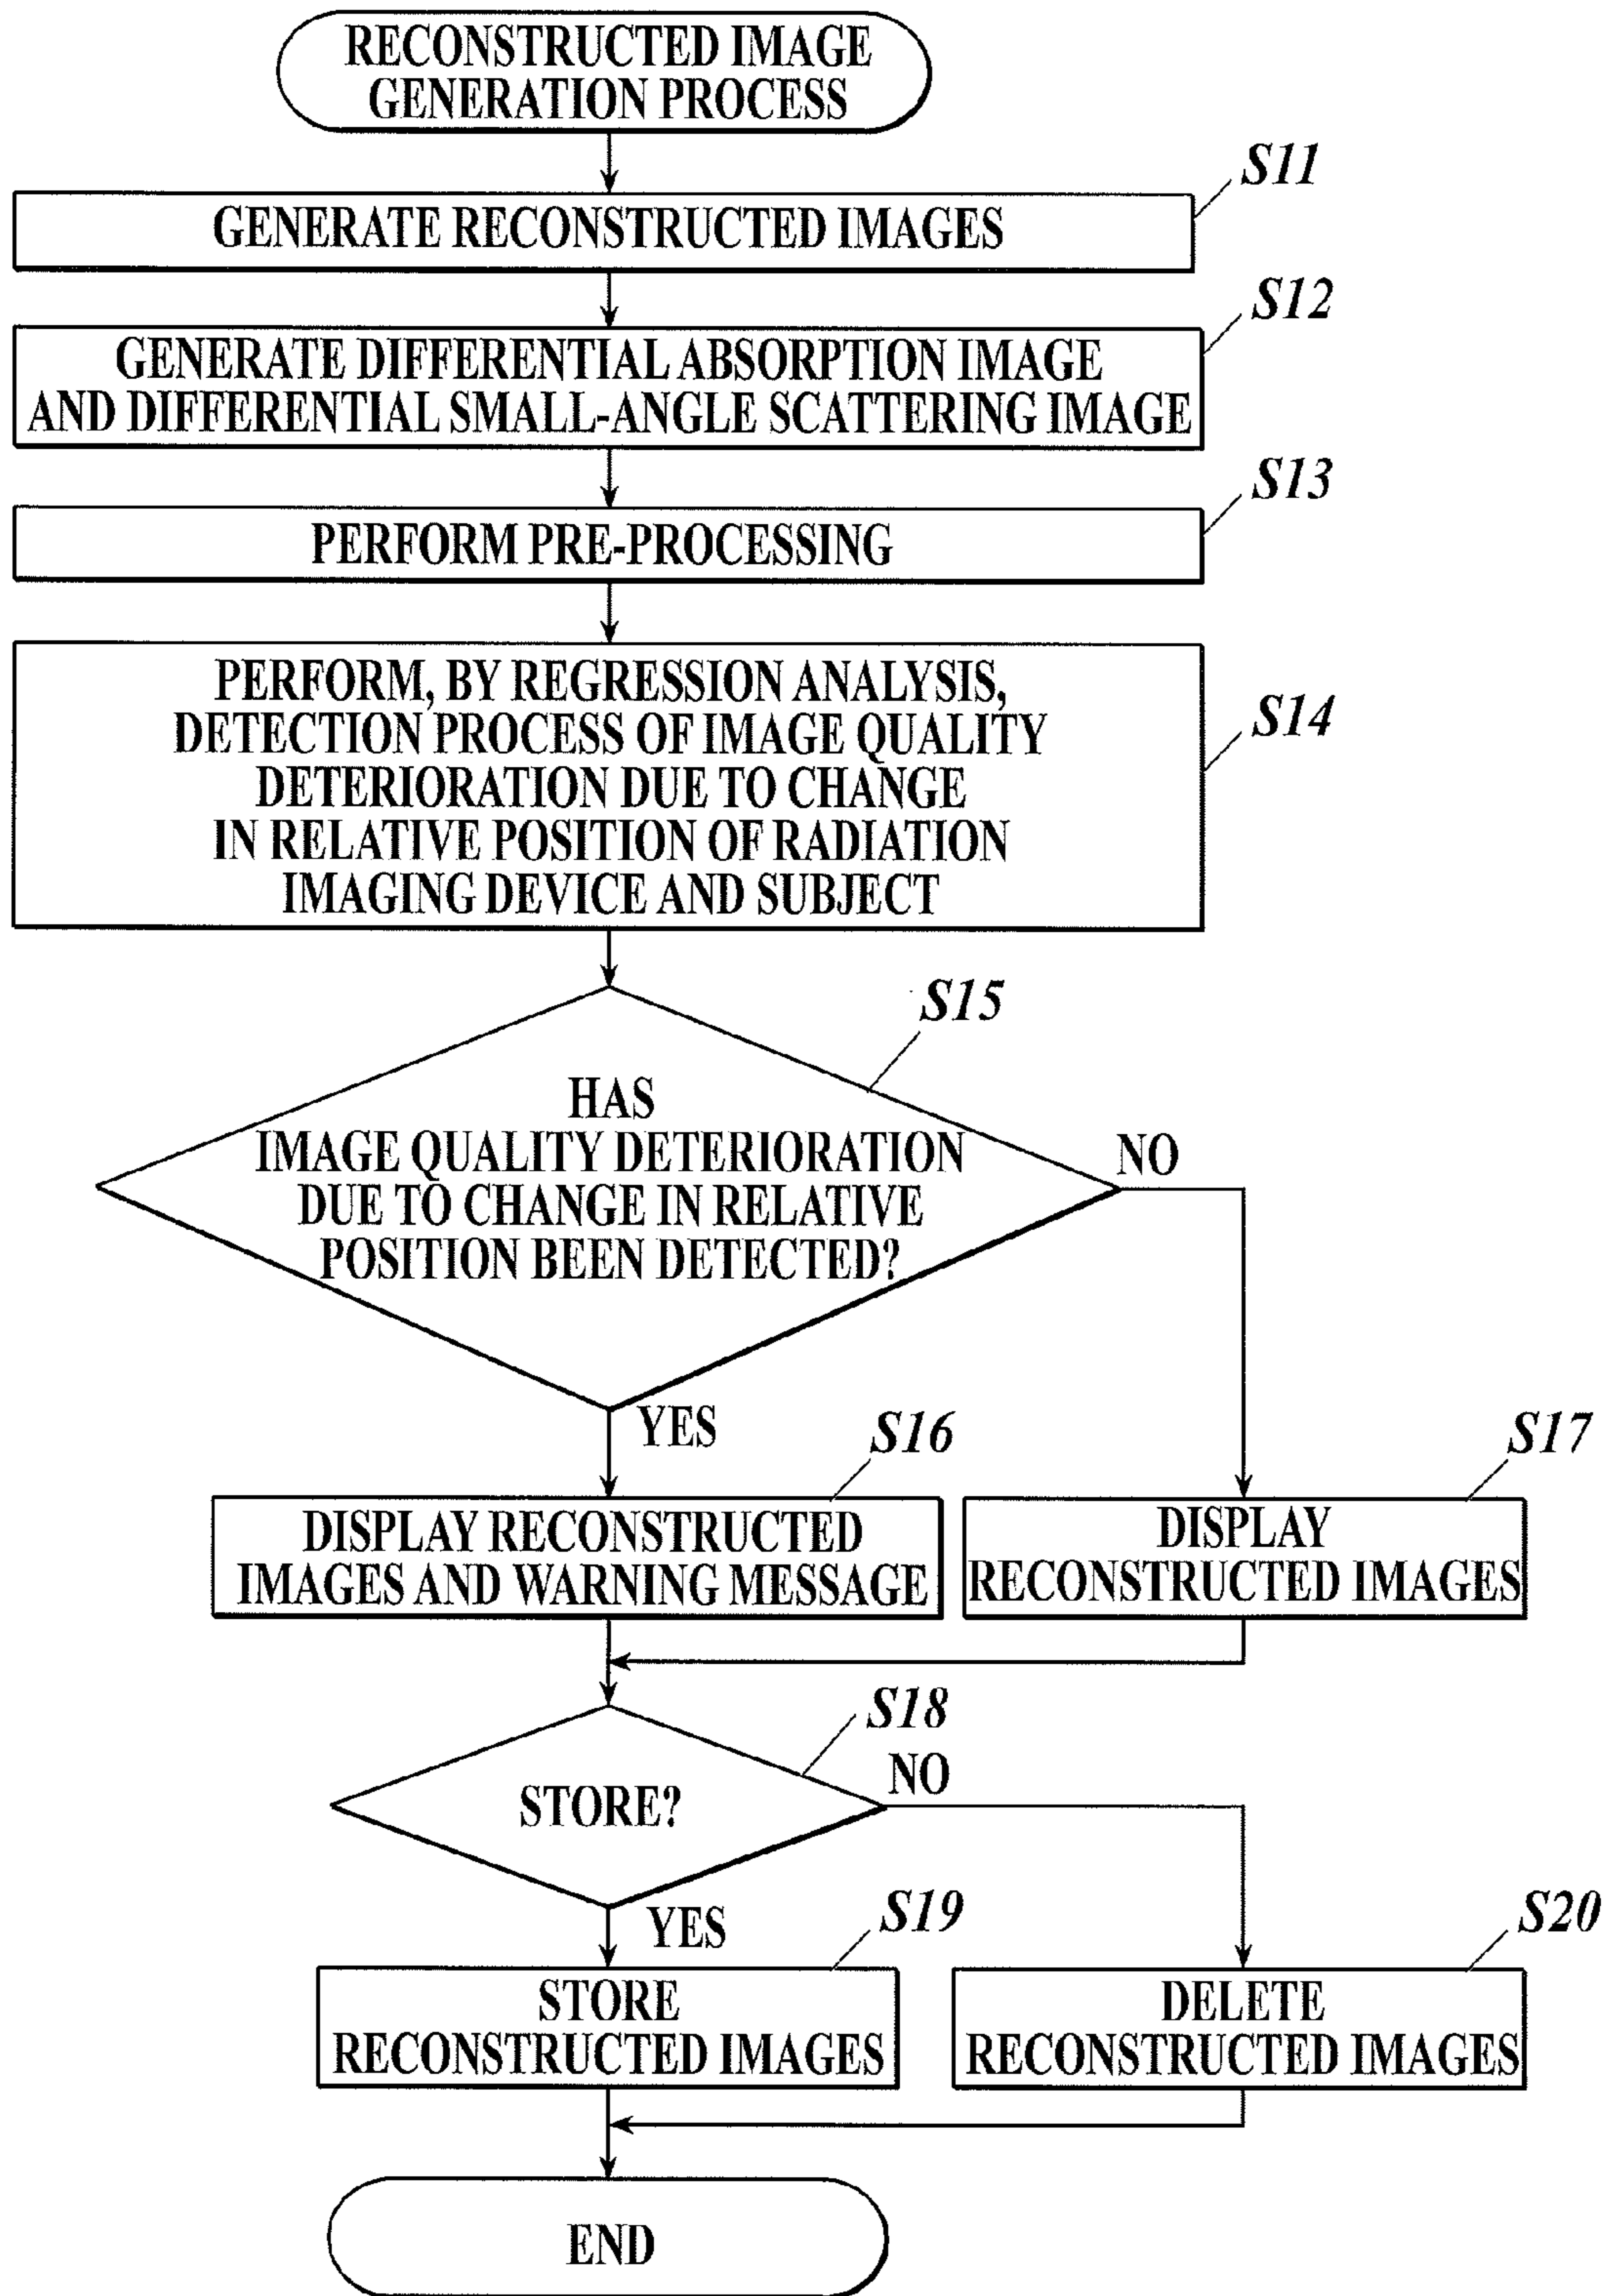 RECONSTRUCTED IMAGE
GENERATION PROCESS
S11
GENERATE RECONSTRUCTED IMAGES
S12
GENERATE DIFFERENTIAL ABSORPTION IMAGE
AND DIFFERENTIAL SMALL-ANGLE SCATTERING IMAGE
S13
PERFORM PRE-PROCESSING
PERFORM, BY REGRESSION ANALYSIS,
DETECTION PROCESS OF IMAGE QUALITY
DETERIORATION DUE TO CHANGE
IN RELATIVE POSITION OF RADIATION
IMAGING DEVICE AND SUBJECT
S14
S15
HAS
IMAGE QUALITY DETERIORATION
DUE TO CHANGE IN RELATIVE
POSITION BEEN DETECTED?
NO
YES
S16
DISPLAY RECONSTRUCTED
IMAGES AND WARNING MESSAGE
S17
DISPLAY
RECONSTRUCTED IMAGES
S18
STORE?
NO
YES
S19
STORE
RECONSTRUCTED IMAGES
S20
DELETE
RECONSTRUCTED IMAGES
END